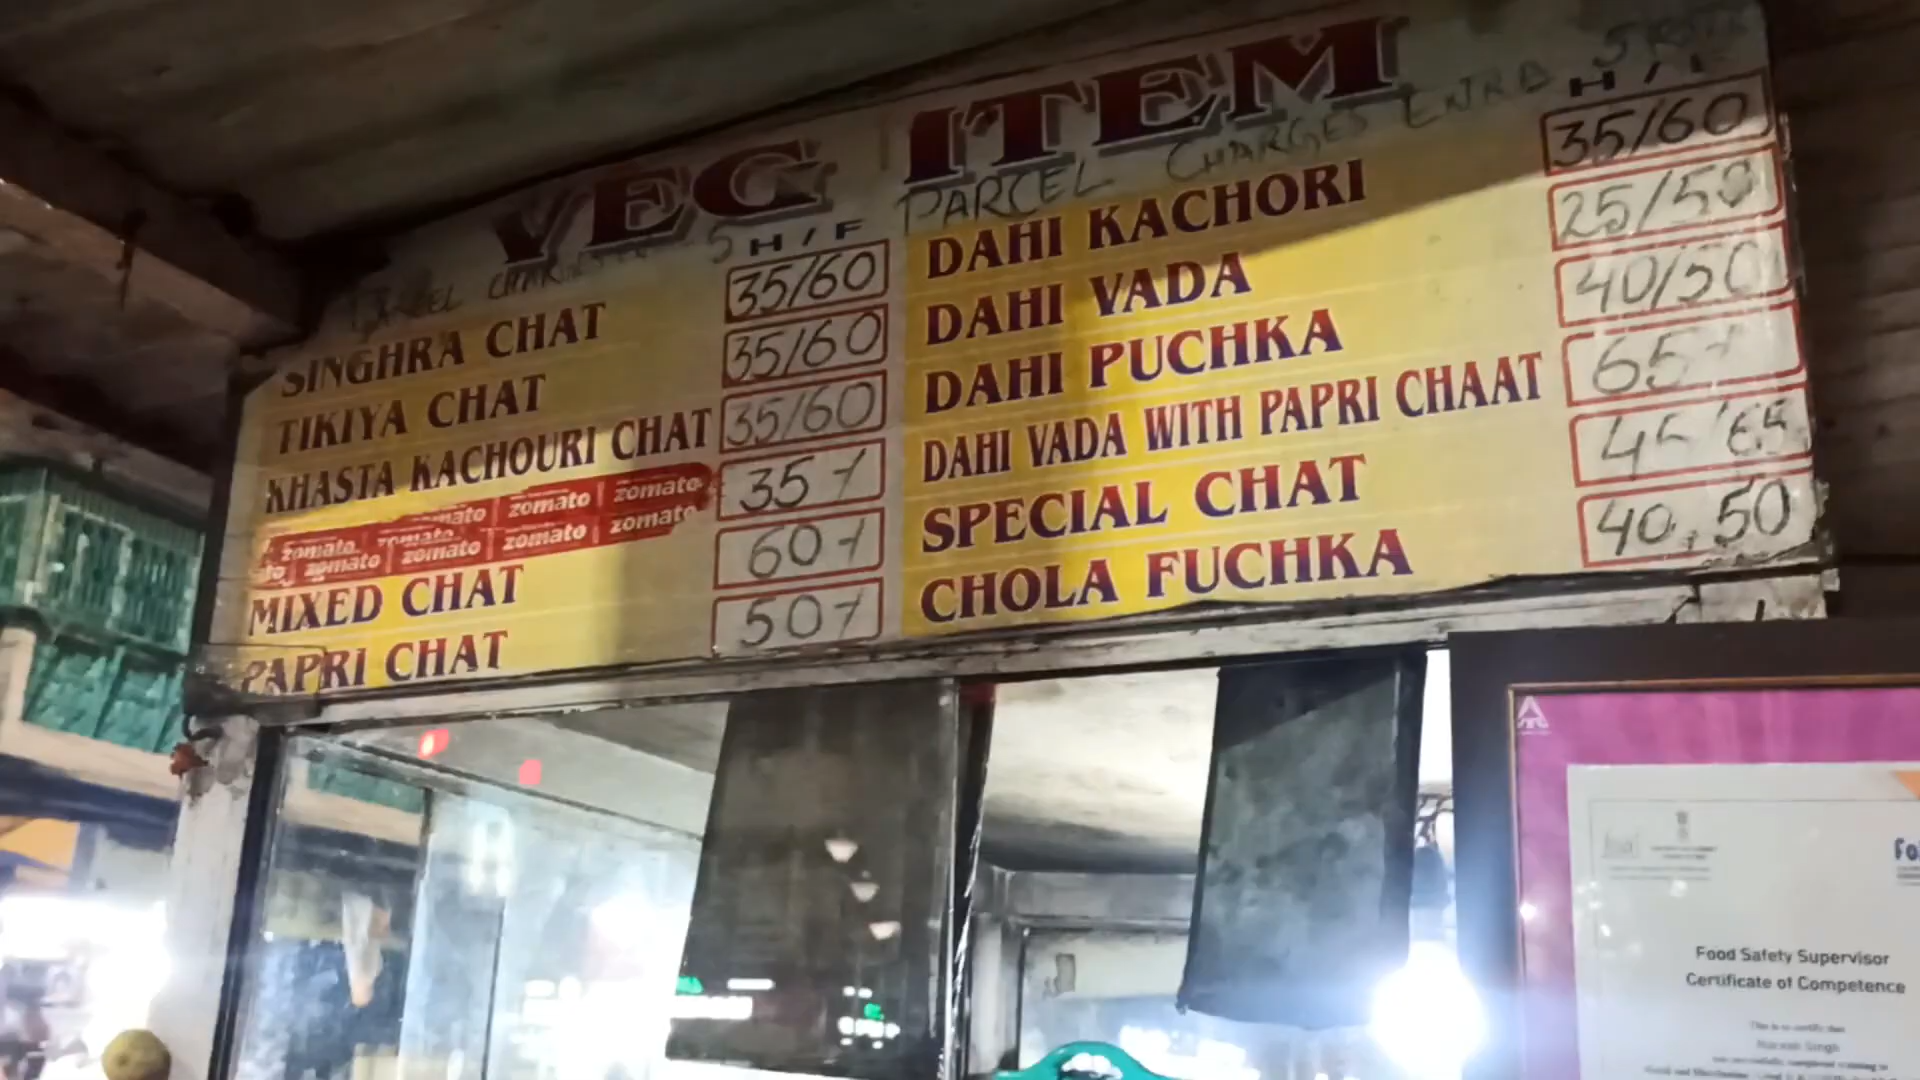 VEG ITEM
PARCEL CHARGES
H / F
SINGHRA CHAT 35/60
TIKIYA CHAT 35/60
KHASTA KACHOURI CHAT 35/60
zomato zomato
zomato zomato zomato zomato
35/-
MIXED CHAT 60/-
PAPRI CHAT 50/-
PARCEL CHARGES
H /
DAHI KACHORI 35/60
DAHI VADA 25/50
DAHI PUCHKA 40/50
DAHI VADA WITH PAPRI CHAAT 65/-
SPECIAL CHAT 45/65
CHOLA FUCHKA 40,50
Food Safety Supervisor
Certificate of Competence